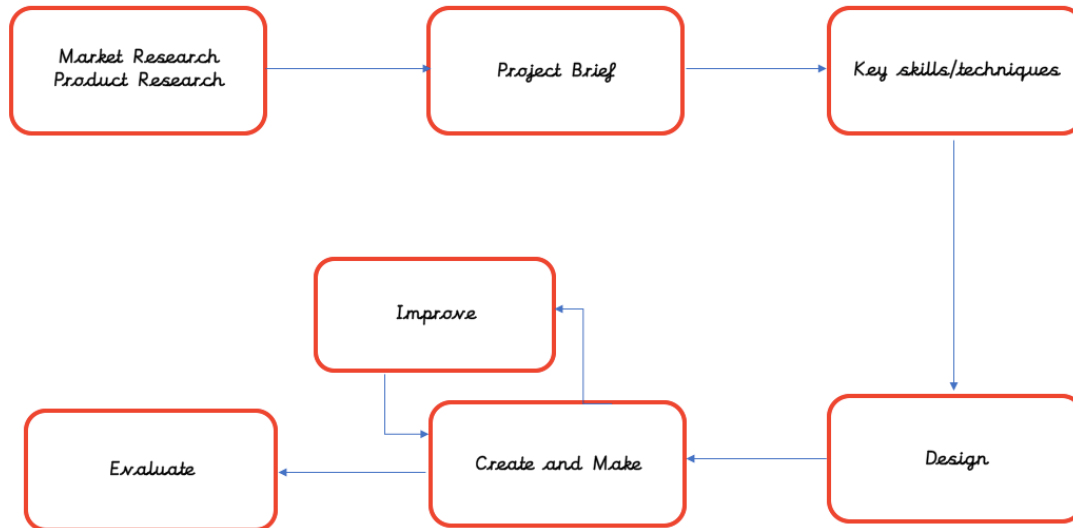 Market Research
Product Research
Project Brief
Key skills/techniques
Improve
Evaluate
Create and Make
Design